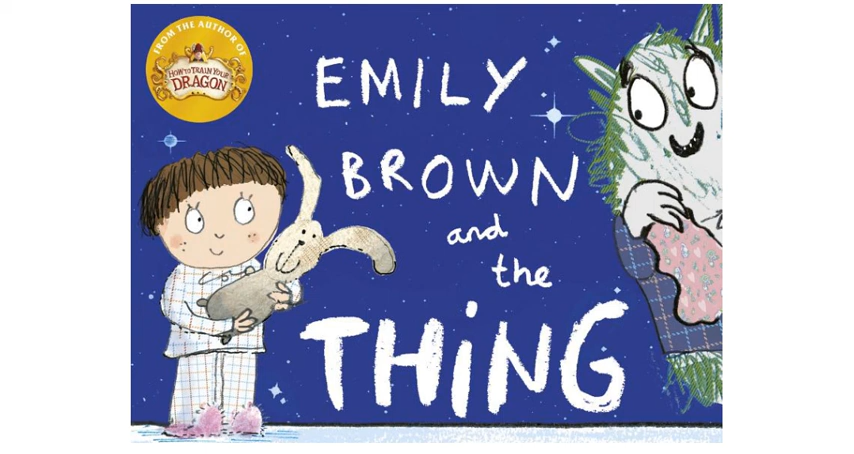 FROM THE AUTHOR OF
HOW TO TRAIN YOUR
DRAGON
EMILY
BROWN
and
the
THiNG